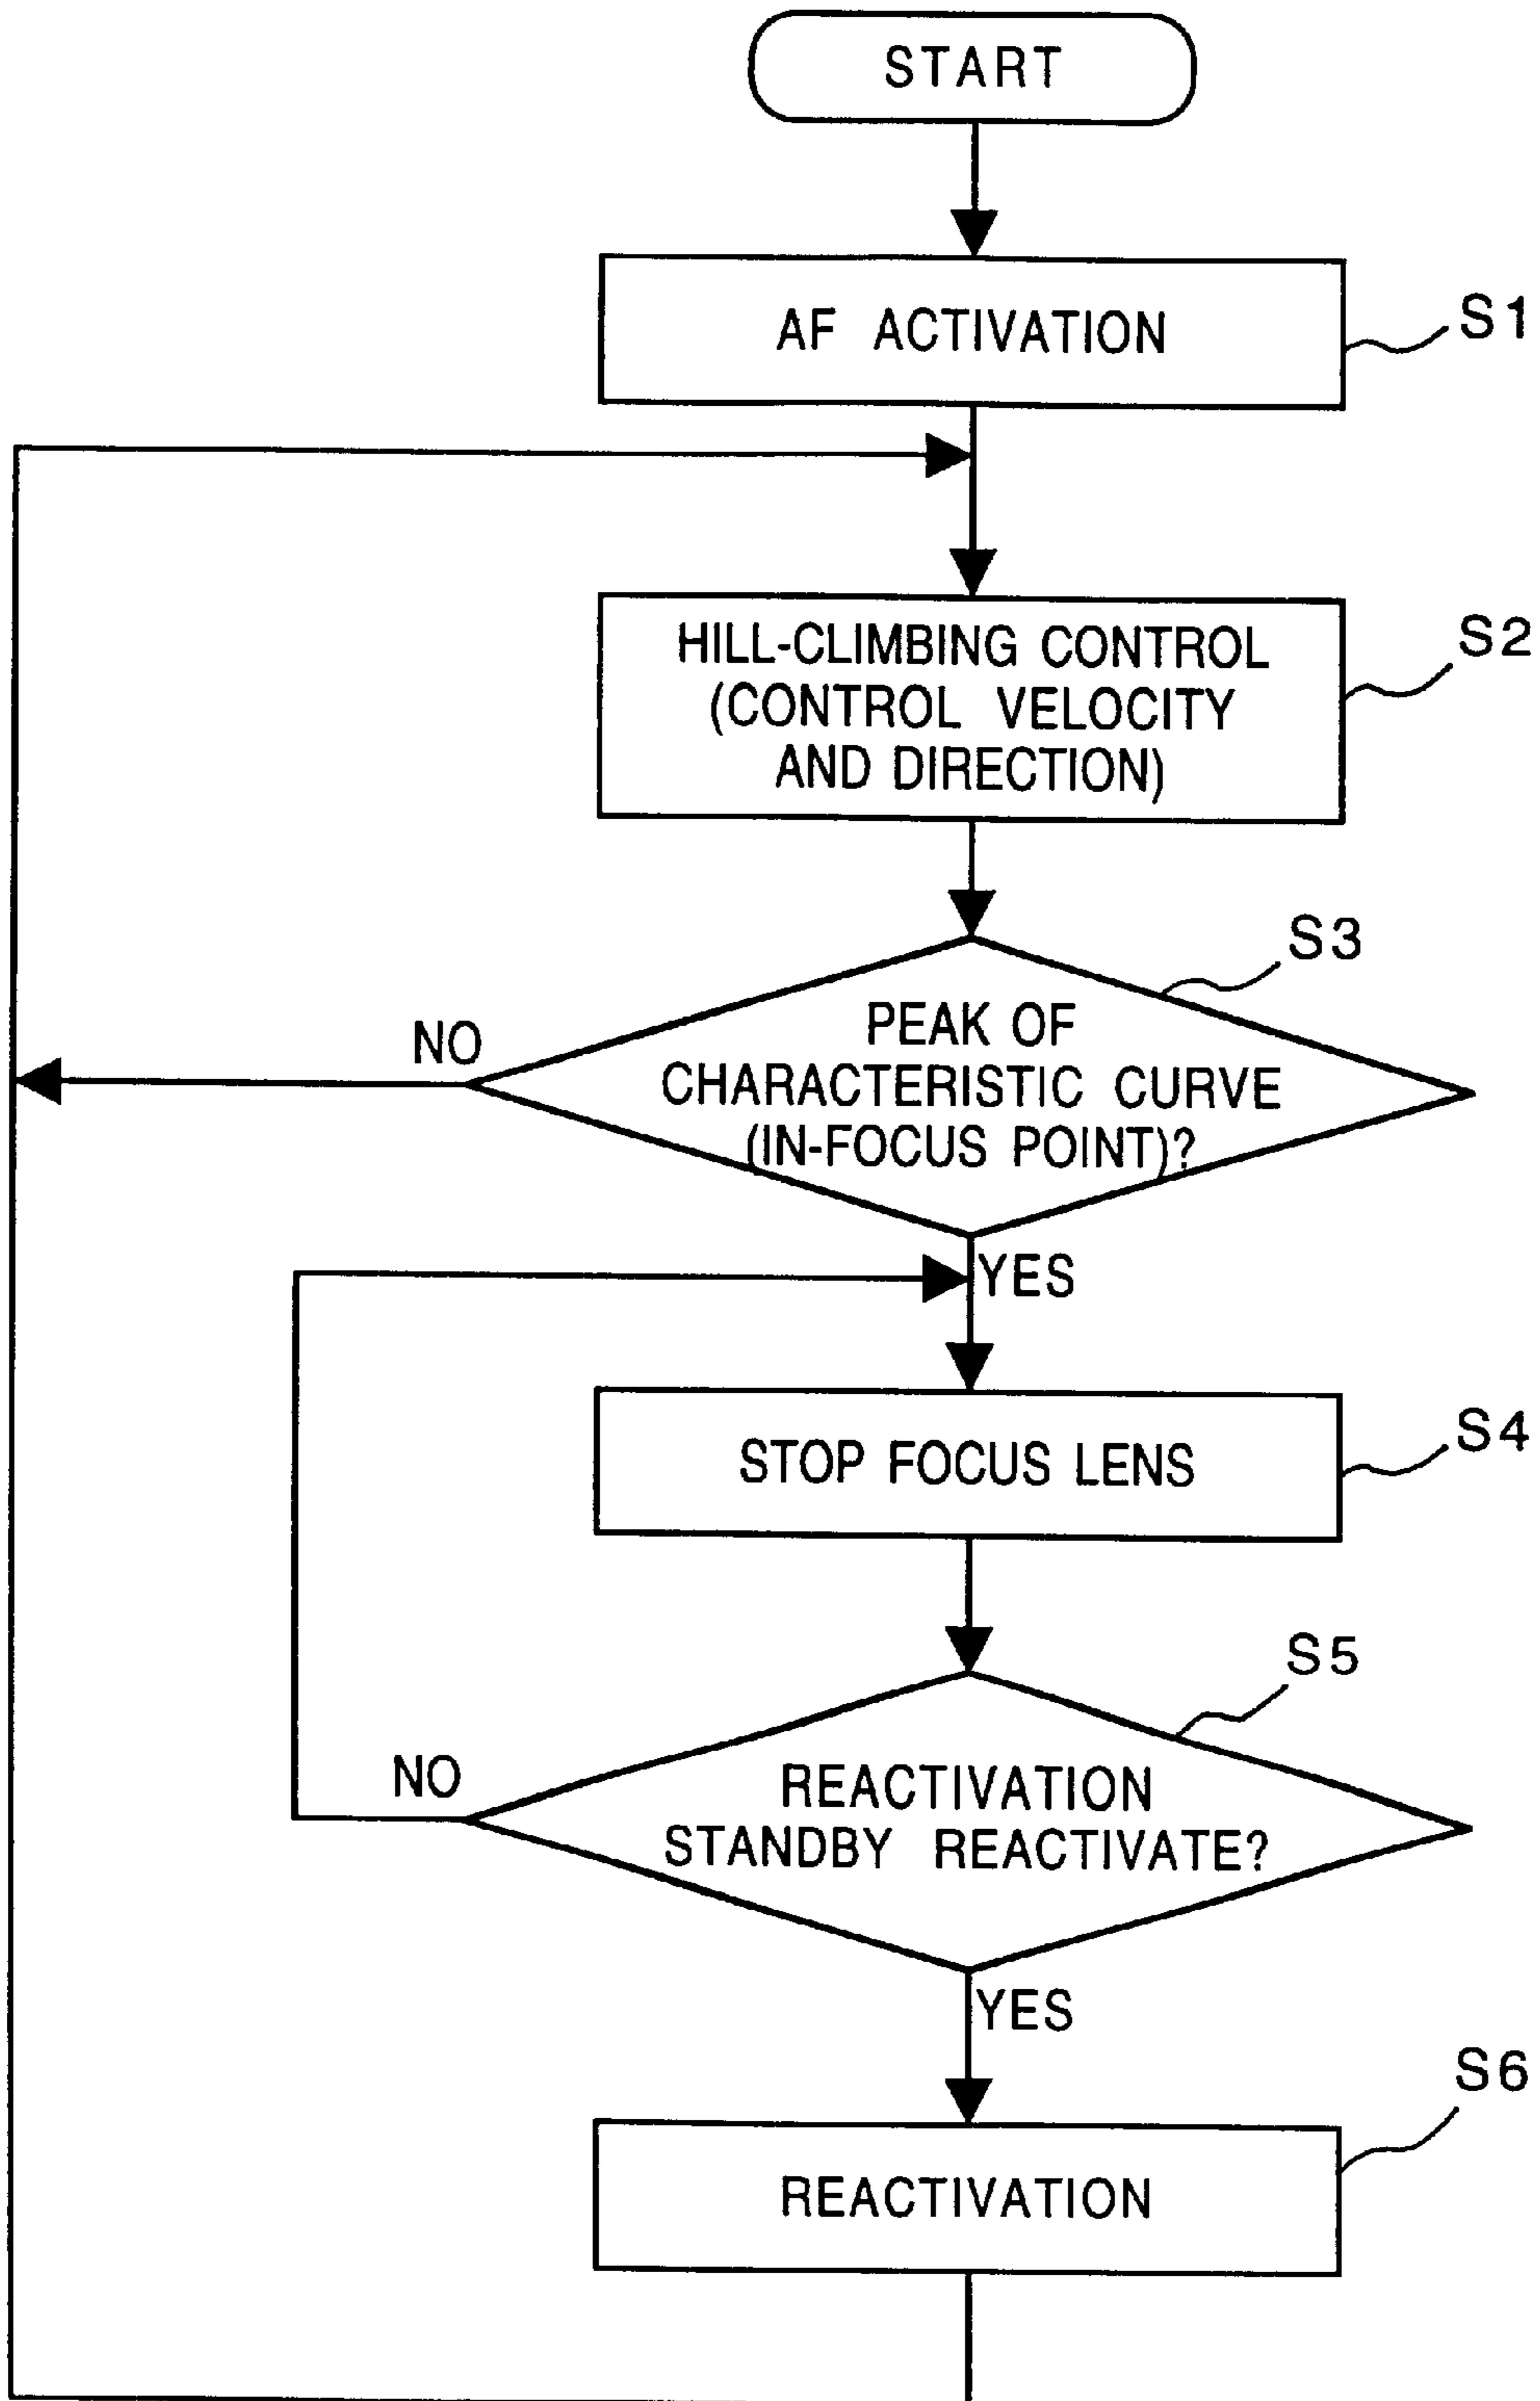 START
AF ACTIVATION
S1
HILL-CLIMBING CONTROL
(CONTROL VELOCITY
AND DIRECTION)
S2
S3
PEAK OF
CHARACTERISTIC CURVE
(IN-FOCUS POINT)?
NO
YES
STOP FOCUS LENS
S4
S5
REACTIVATION
STANDBY REACTIVATE?
NO
YES
REACTIVATION
S6